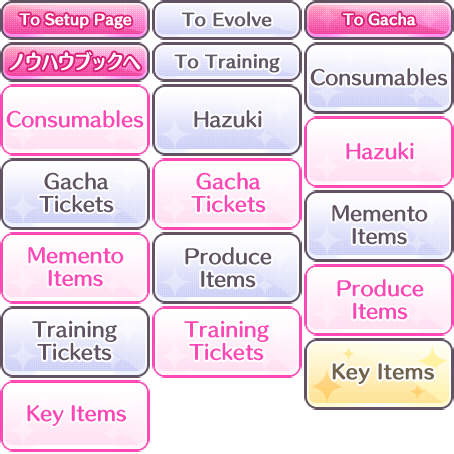 To Setup Page
To Evolve
To Gacha
ノウハウブックへ
To Training
Consumables
Consumables
Hazuki
Hazuki
Gacha
Tickets
Gacha
Tickets
Memento
Items
Memento
Items
Produce
Items
Produce
Items
Training
Tickets
Training
Tickets
Key Items
Key Items